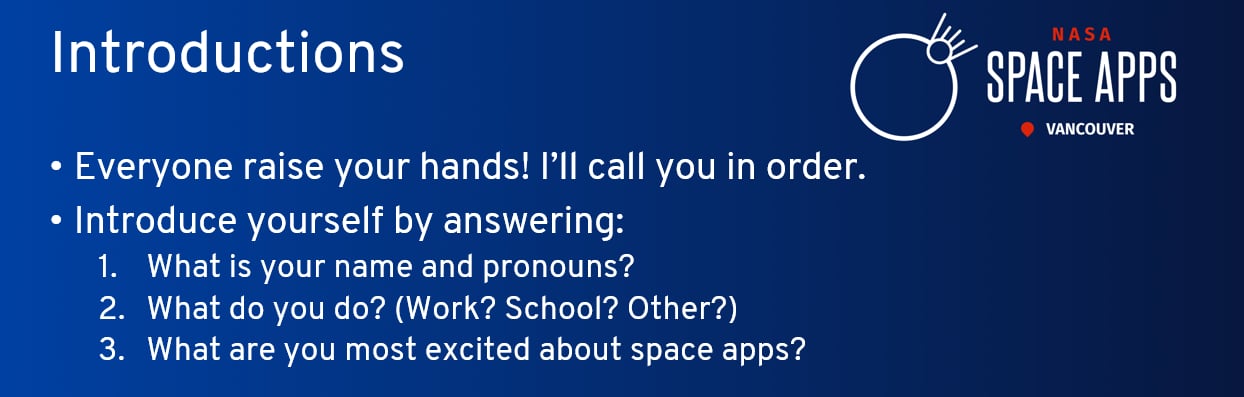 Introductions
NASA
SPACE APPS
VANCOUVER
• Everyone raise your hands! I’ll call you in order.
• Introduce yourself by answering:
1. What is your name and pronouns?
2. What do you do? (Work? School? Other?)
3. What are you most excited about space apps?